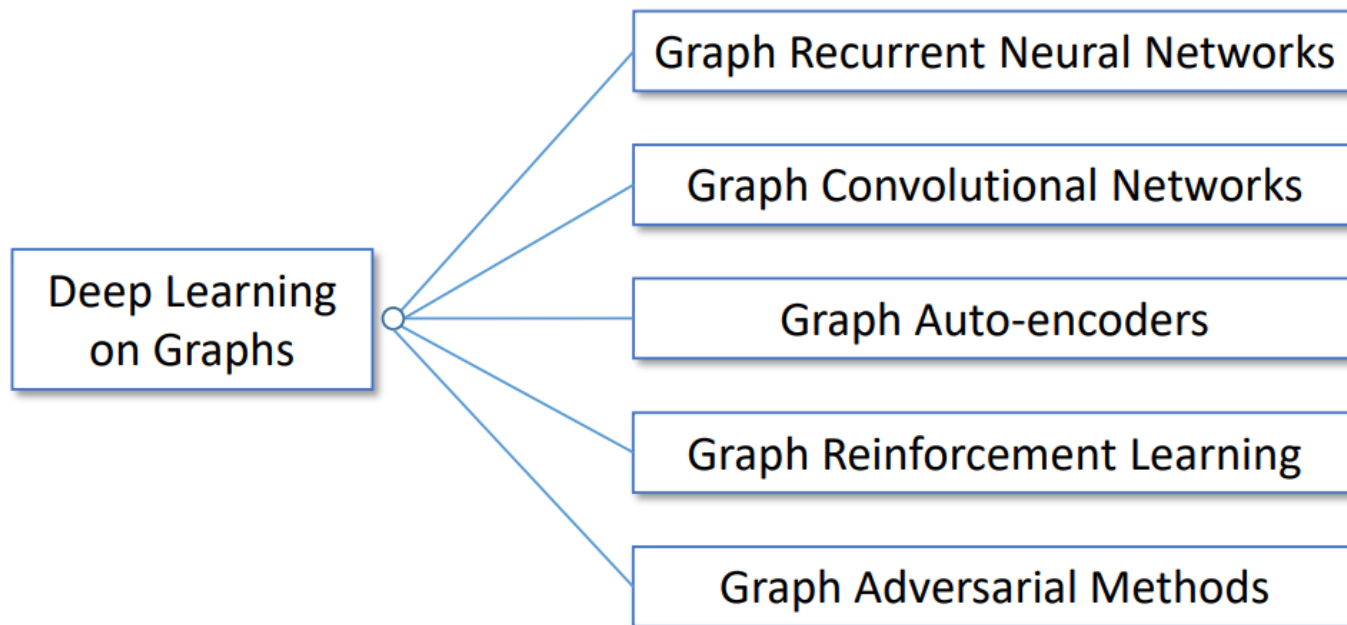 Graph Recurrent Neural Networks
Graph Convolutional Networks
Deep Learning
on Graphs
Graph Auto-encoders
Graph Reinforcement Learning
Graph Adversarial Methods